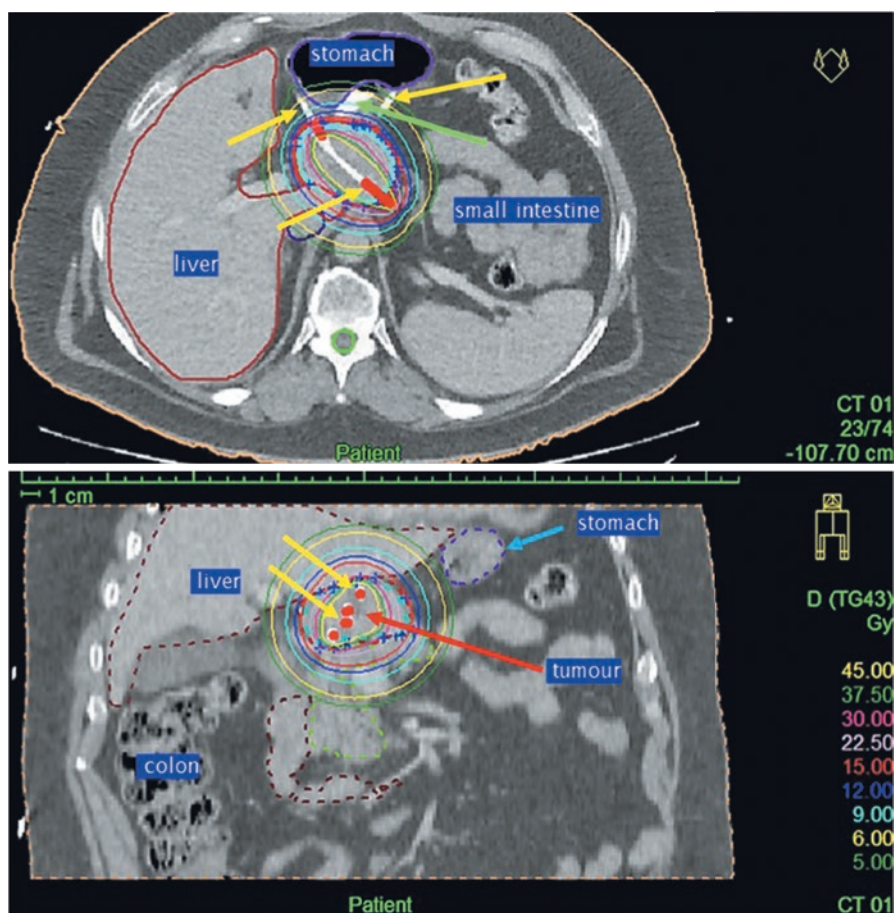 stomach
small intestine
liver
CT 01
23/74
-107.70 cm
Patient
1 cm
stomach
liver
D (TG43)
Gy
tumour
45.00
37.50
30.00
22.50
15.00
12.00
9.00
6.00
5.00
colon
Patient
CT 01